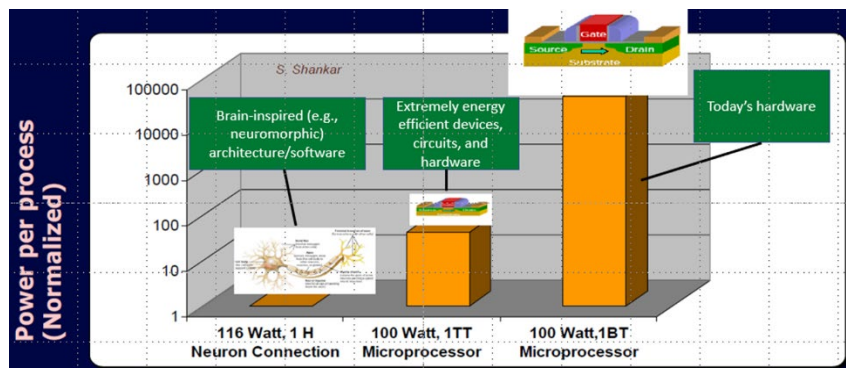 Power per process
(Normalized)
S. Shankar
100000
10000
1000
100
10
1
Brain-inspired (e.g.,
neuromorphic)
architecture/software
Extremely energy
efficient devices,
circuits, and
hardware
Gate
Source
Drain
Substrate
Today's hardware
116 Watt, 1 H
Neuron Connection
100 Watt, 1TT
Microprocessor
100 Watt,1BT
Microprocessor